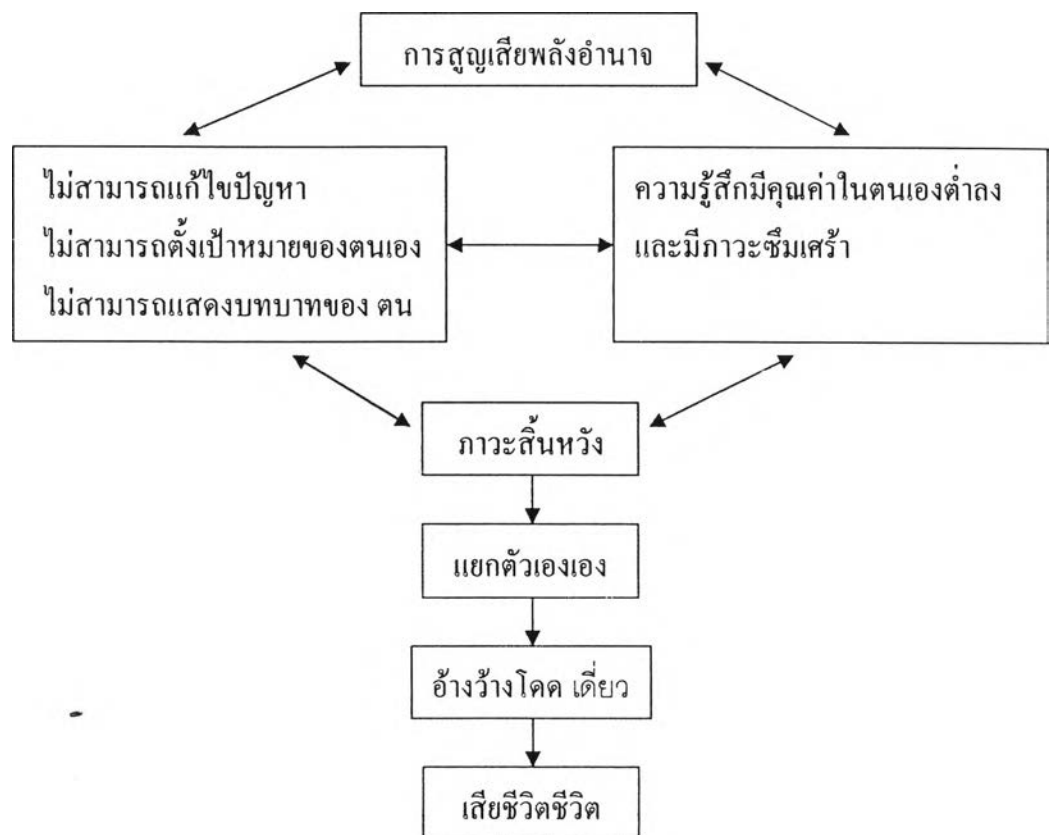 การสูญเสียพลังอำนาจ
ไม่สามารถแก้ไขปัญหา
ไม่สามารถตั้งเป้าหมายของตนเอง
ไม่สามารถแสดงบทบาทของ ตน
ความรู้สึกมีคุณค่าในตนเองต่ำลง
และมีภาวะซึมเศร้า
ภาวะสิ้นหวัง
แยกตัวเองเอง
อ้างว้างโดด เดี่ยว
เสียชีวิตชีวิต